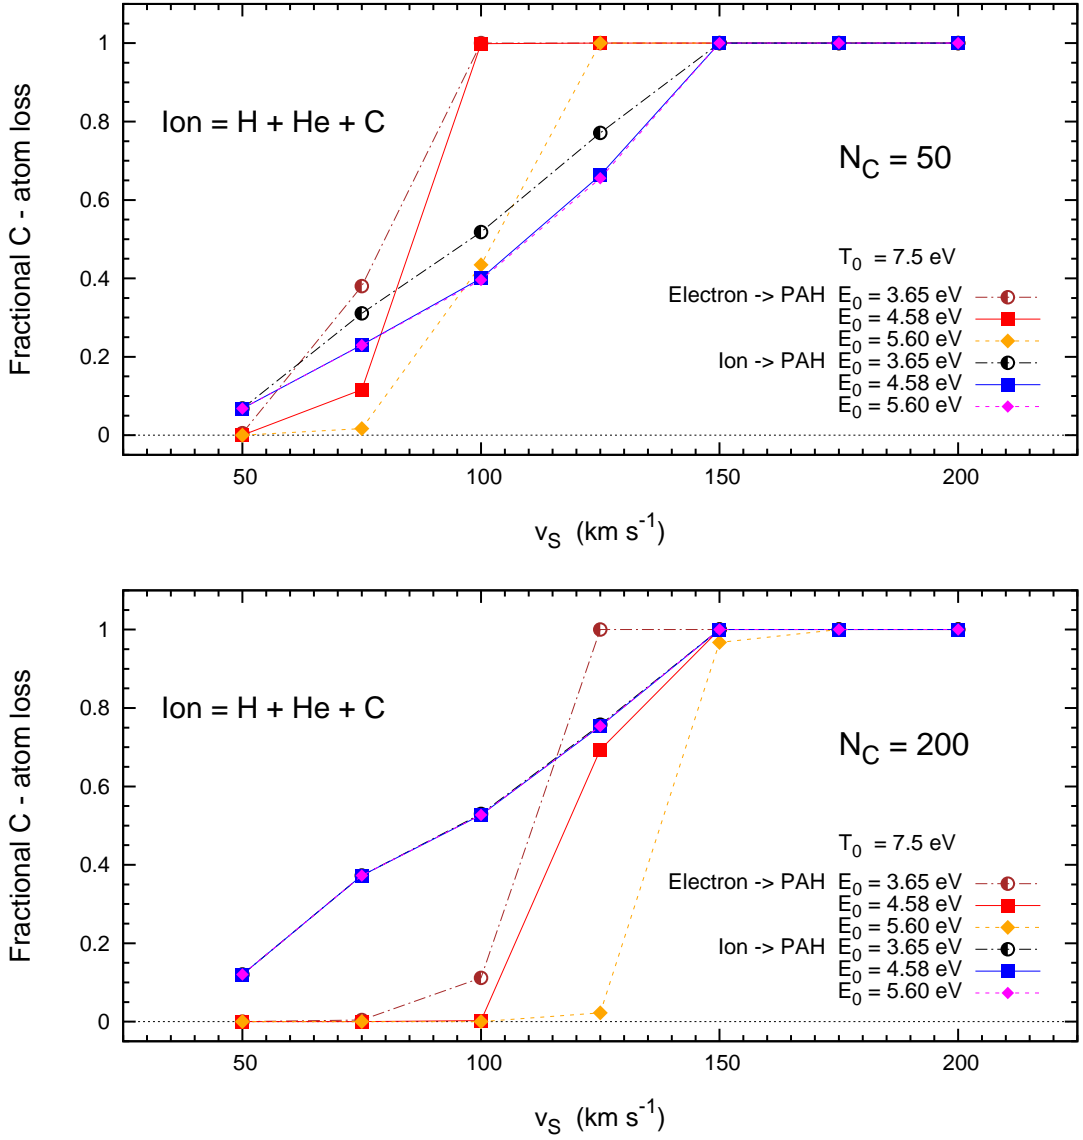 1
0.8
0.6
0.4
0.2
0
Fractional C - atom loss
Ion = H + He + C
N_C = 50
T_0 = 7.5 eV
Electron -> PAH E_0 = 3.65 eV
E_0 = 4.58 eV
E_0 = 5.60 eV
Ion -> PAH E_0 = 3.65 eV
E_0 = 4.58 eV
E_0 = 5.60 eV
50 100 150 200
v_S (km s^-1)
1
0.8
0.6
0.4
0.2
0
Fractional C - atom loss
Ion = H + He + C
N_C = 200
T_0 = 7.5 eV
Electron -> PAH E_0 = 3.65 eV
E_0 = 4.58 eV
E_0 = 5.60 eV
Ion -> PAH E_0 = 3.65 eV
E_0 = 4.58 eV
E_0 = 5.60 eV
50 100 150 200
v_S (km s^-1)